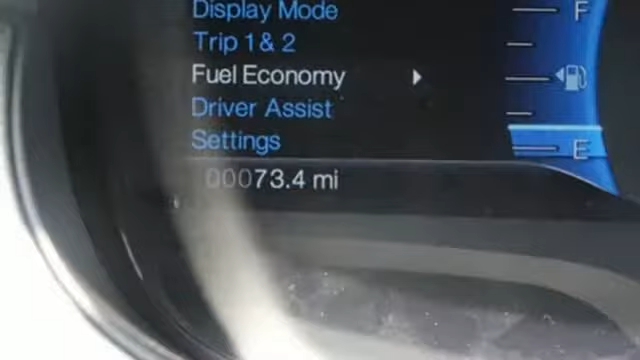 Display Mode
F
Trip 1 & 2
Fuel Economy
Driver Assist
Settings
E
00073.4 mi